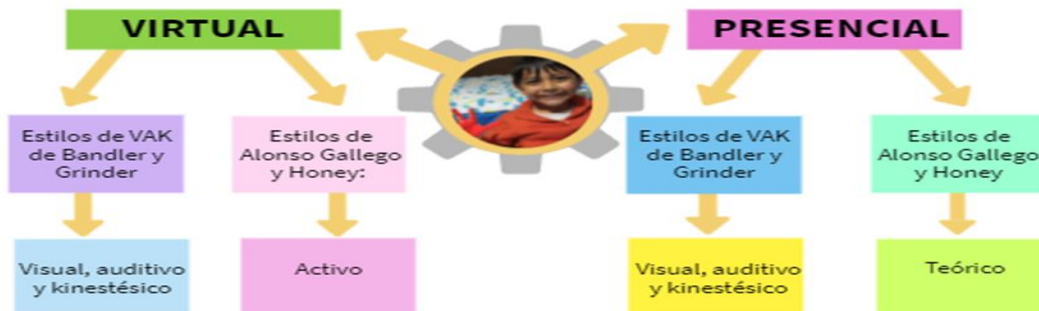 VIRTUAL
PRESENCIAL
Estilos de VAK
de Bandler y
Grinder
Estilos de
Alonso Gallego
y Honey:
Estilos de VAK
de Bandler y
Grinder
Estilos de
Alonso Gallego
y Honey
Visual, auditivo
y kinestésico
Activo
Visual, auditivo
y kinestésico
Teórico